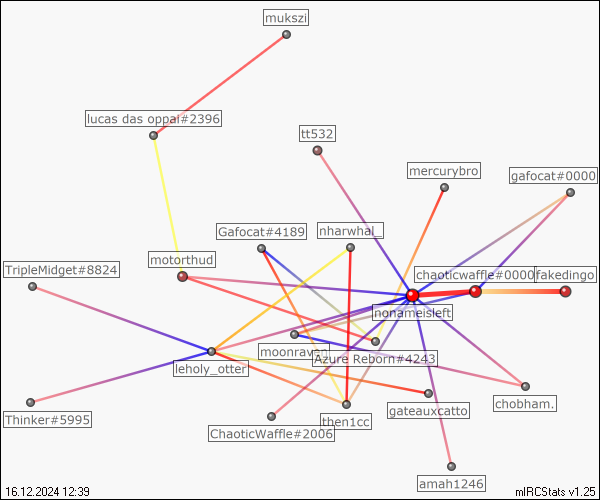 mukszi
lucas das oppai#2396
tt532
mercurybro
gafocat#0000
Gafocat#4189
nharwhal_
motorthud
TripleMidget#8824
chaoticwaffle#0000
fakedingo
nonameisleft
moonraven
Azure Reborn#4243
leholy_otter
chobham.
gateauxcatto
Thinker#5995
then1cc
ChaoticWaffle#2006
amah1246
16.12.2024 12:39
mIRCStats v1.25